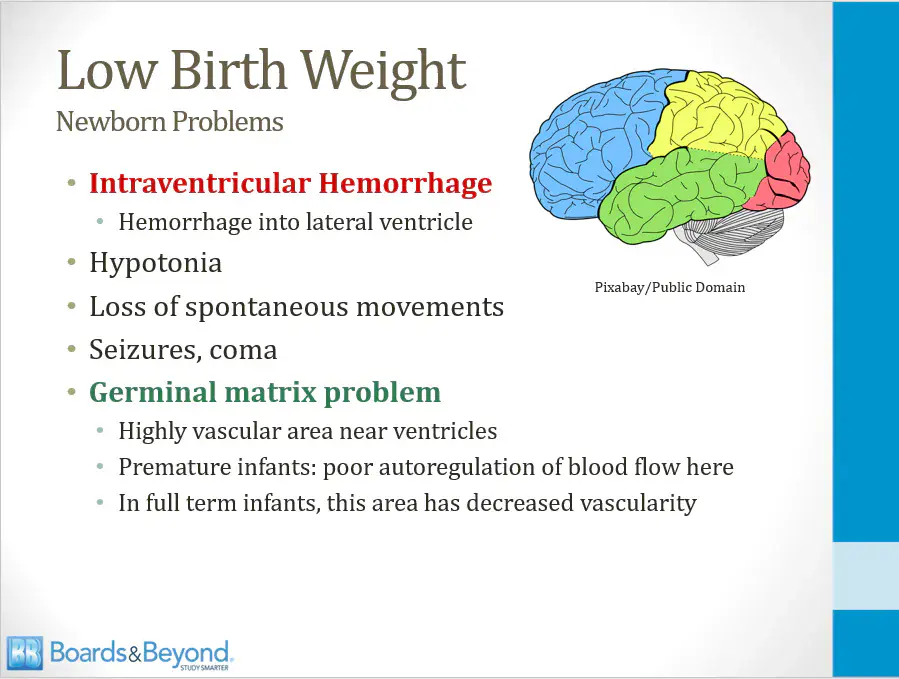 Low Birth Weight
Newborn Problems
• Intraventricular Hemorrhage
• Hemorrhage into lateral ventricle
• Hypotonia
• Loss of spontaneous movements
• Seizures, coma
• Germinal matrix problem
• Highly vascular area near ventricles
• Premature infants: poor autoregulation of blood flow here
• In full term infants, this area has decreased vascularity
Pixabay/Public Domain
BB Boards&Beyond.
STUDY SMARTER